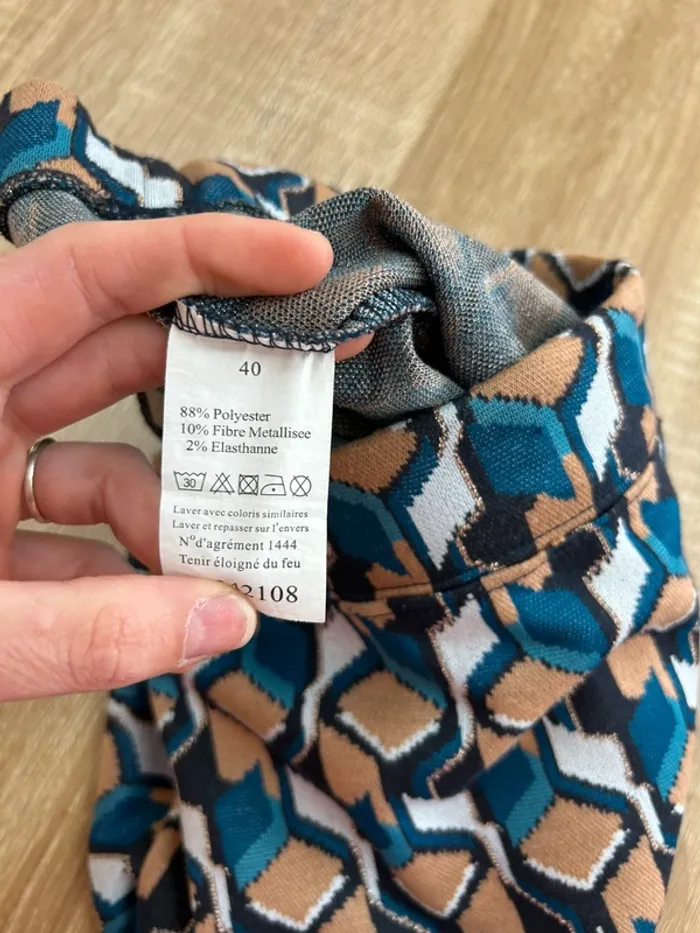 40
88% Polyester
10% Fibre Metallisee
2% Elasthanne
30
Laver avec coloris similaires
Laver et repasser sur l'envers
N°d'agrément 1444
Tenir éloigné du feu
2108